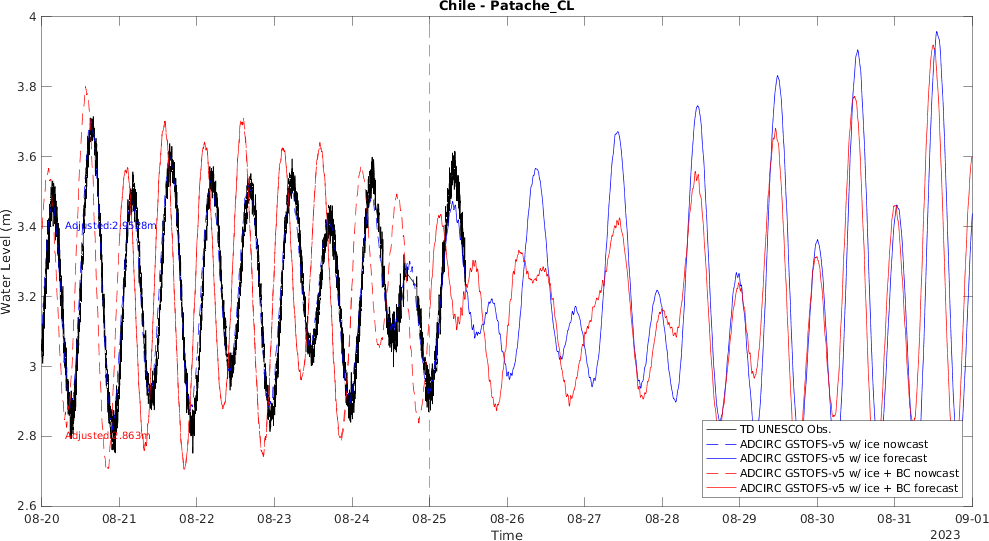 Chile - Patache_CL
4
3.8
3.6
3.4
3.2
3
2.8
2.6
Water Level (m)
Adjusted:2.9528m
Adjusted:2.863m
TD UNESCO Obs.
ADCIRC GSTOFS-v5 w/ ice nowcast
ADCIRC GSTOFS-v5 w/ ice forecast
ADCIRC GSTOFS-v5 w/ ice + BC nowcast
ADCIRC GSTOFS-v5 w/ ice + BC forecast
08-20 08-21 08-22 08-23 08-24 08-25 08-26 08-27 08-28 08-29 08-30 08-31 09-01
Time
2023